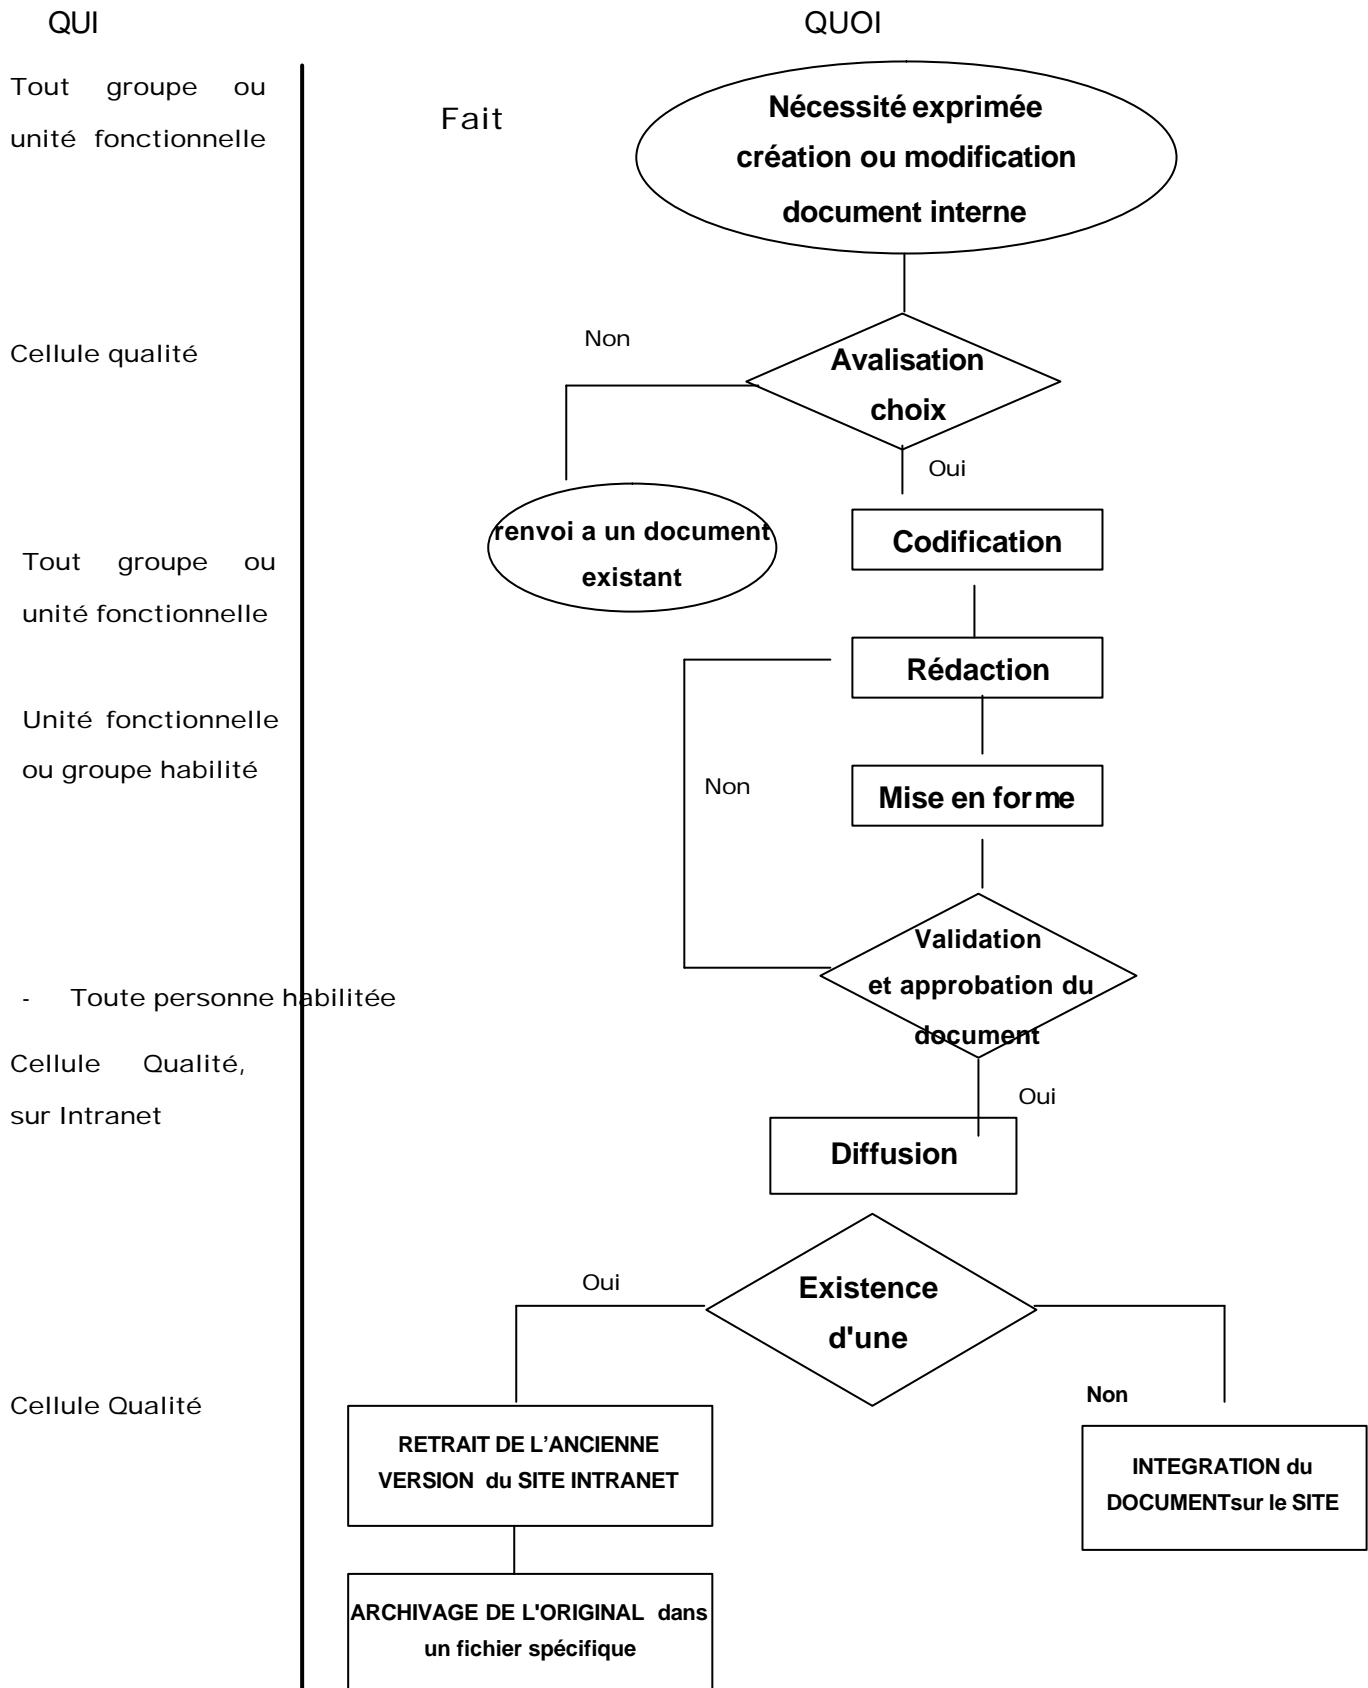 QUI
QUOI
Tout groupe ou
unité fonctionnelle
Fait
Nécessité exprimée
création ou modification
document interne
Cellule qualité
Non
Avalisation
choix
Oui
renvoi a un document
existant
Codification
Tout groupe ou
unité fonctionnelle
Rédaction
Unité fonctionnelle
ou groupe habilité
Non
Mise en forme
Validation
et approbation du
document
- Toute personne habilitée
Cellule Qualité,
sur Intranet
Oui
Diffusion
Oui
Existence
d'une
Non
Cellule Qualité
RETRAIT DE L’ANCIENNE
VERSION du SITE INTRANET
INTEGRATION du
DOCUMENTsur le SITE
ARCHIVAGE DE L'ORIGINAL dans
un fichier spécifique